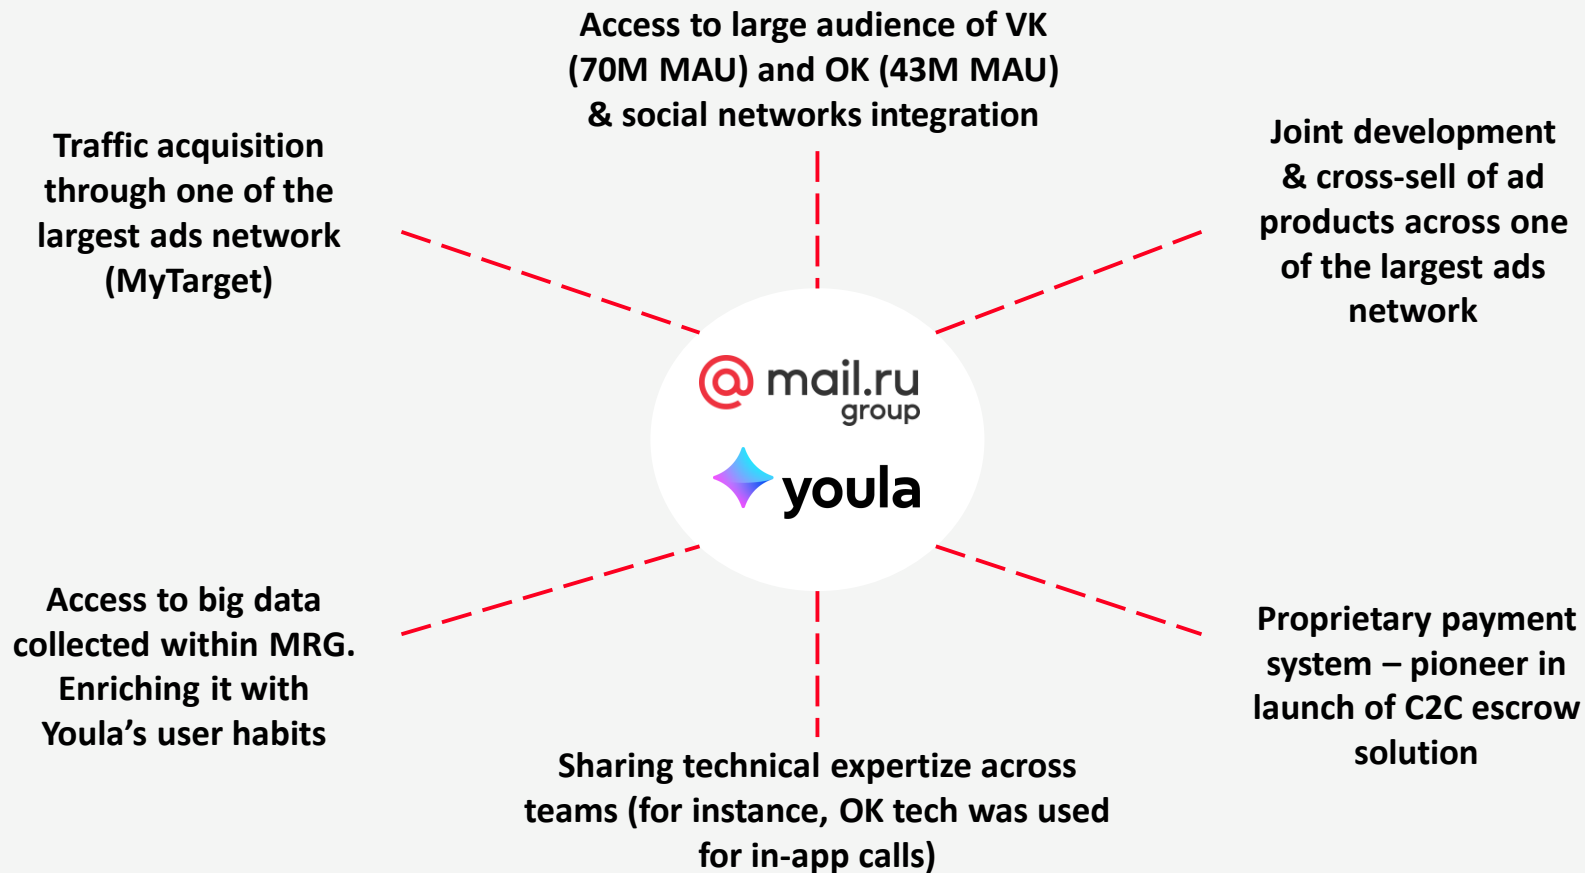 Access to large audience of VK
(70M MAU) and OK (43M MAU)
& social networks integration
Traffic acquisition
through one of the
largest ads network
(MyTarget)
Joint development
& cross-sell of ad
products across one
of the largest ads
network
@ mail.ru
group
youla
Access to big data
collected within MRG.
Enriching it with
Youla’s user habits
Proprietary payment
system – pioneer in
launch of C2C escrow
solution
Sharing technical expertize across
teams (for instance, OK tech was used
for in-app calls)